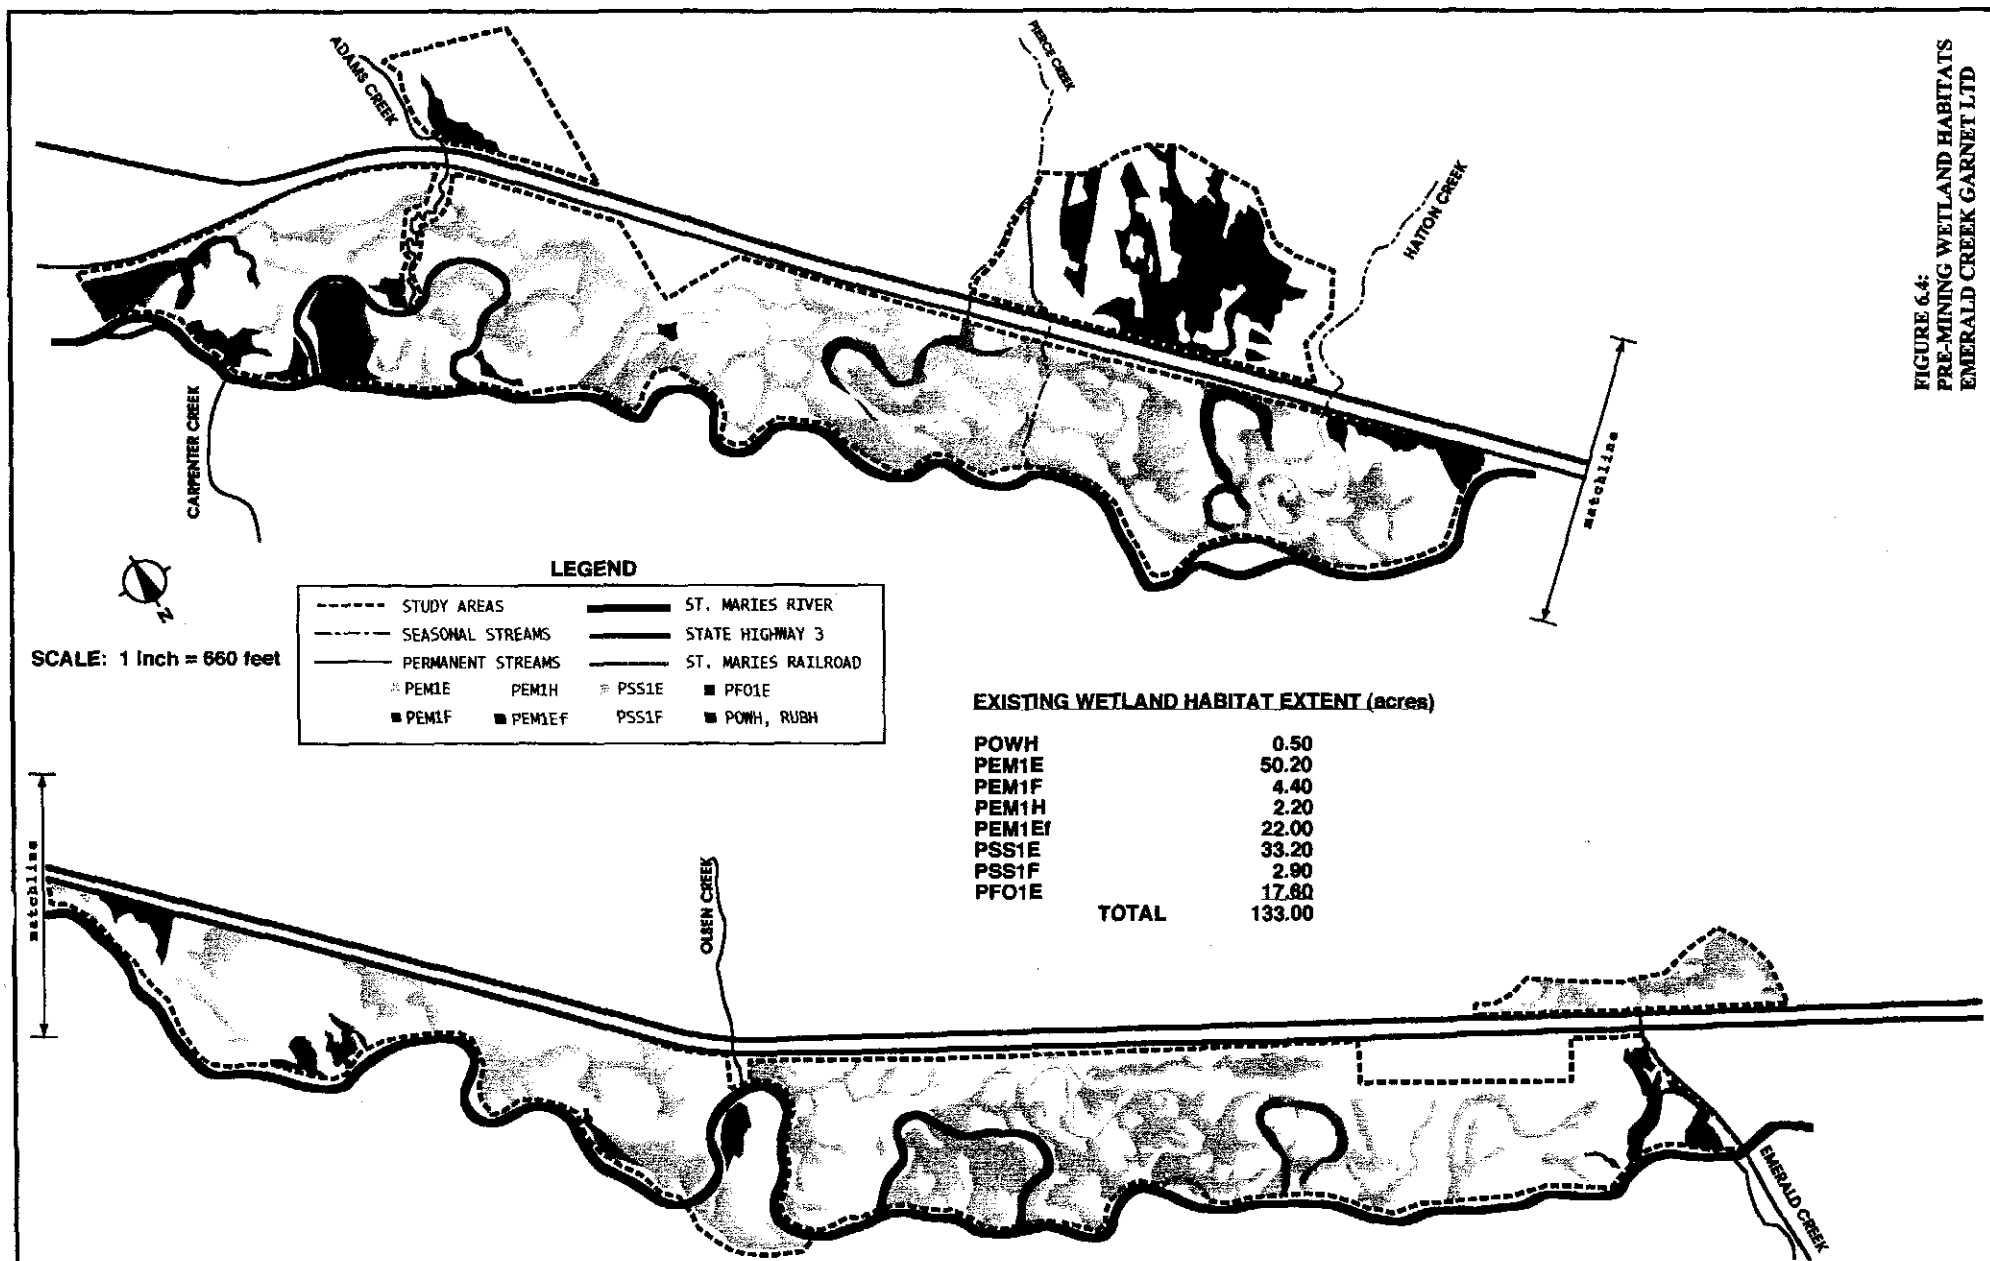 FIGURE 6.4:
PRE-MINING WETLAND HABITATS
EMERALD CREEK GARNET LTD
ADAMS CREEK
PIERCE CREEK
HATTON CREEK
CARPENTER CREEK
matchline
N
SCALE: 1 inch = 660 feet
LEGEND
STUDY AREAS ST. MARIES RIVER
SEASONAL STREAMS STATE HIGHWAY 3
PERMANENT STREAMS ST. MARIES RAILROAD
PEM1E PEM1H PSS1E PFO1E
PEM1F PEM1Ef PSS1F POWH, RUBH
EXISTING WETLAND HABITAT EXTENT (acres)
POWH 0.50
PEM1E 50.20
PEM1F 4.40
PEM1H 2.20
PEM1Ef 22.00
PSS1E 33.20
PSS1F 2.90
PFO1E 17.60
TOTAL 133.00
matchline
OLSEN CREEK
EMERALD CREEK